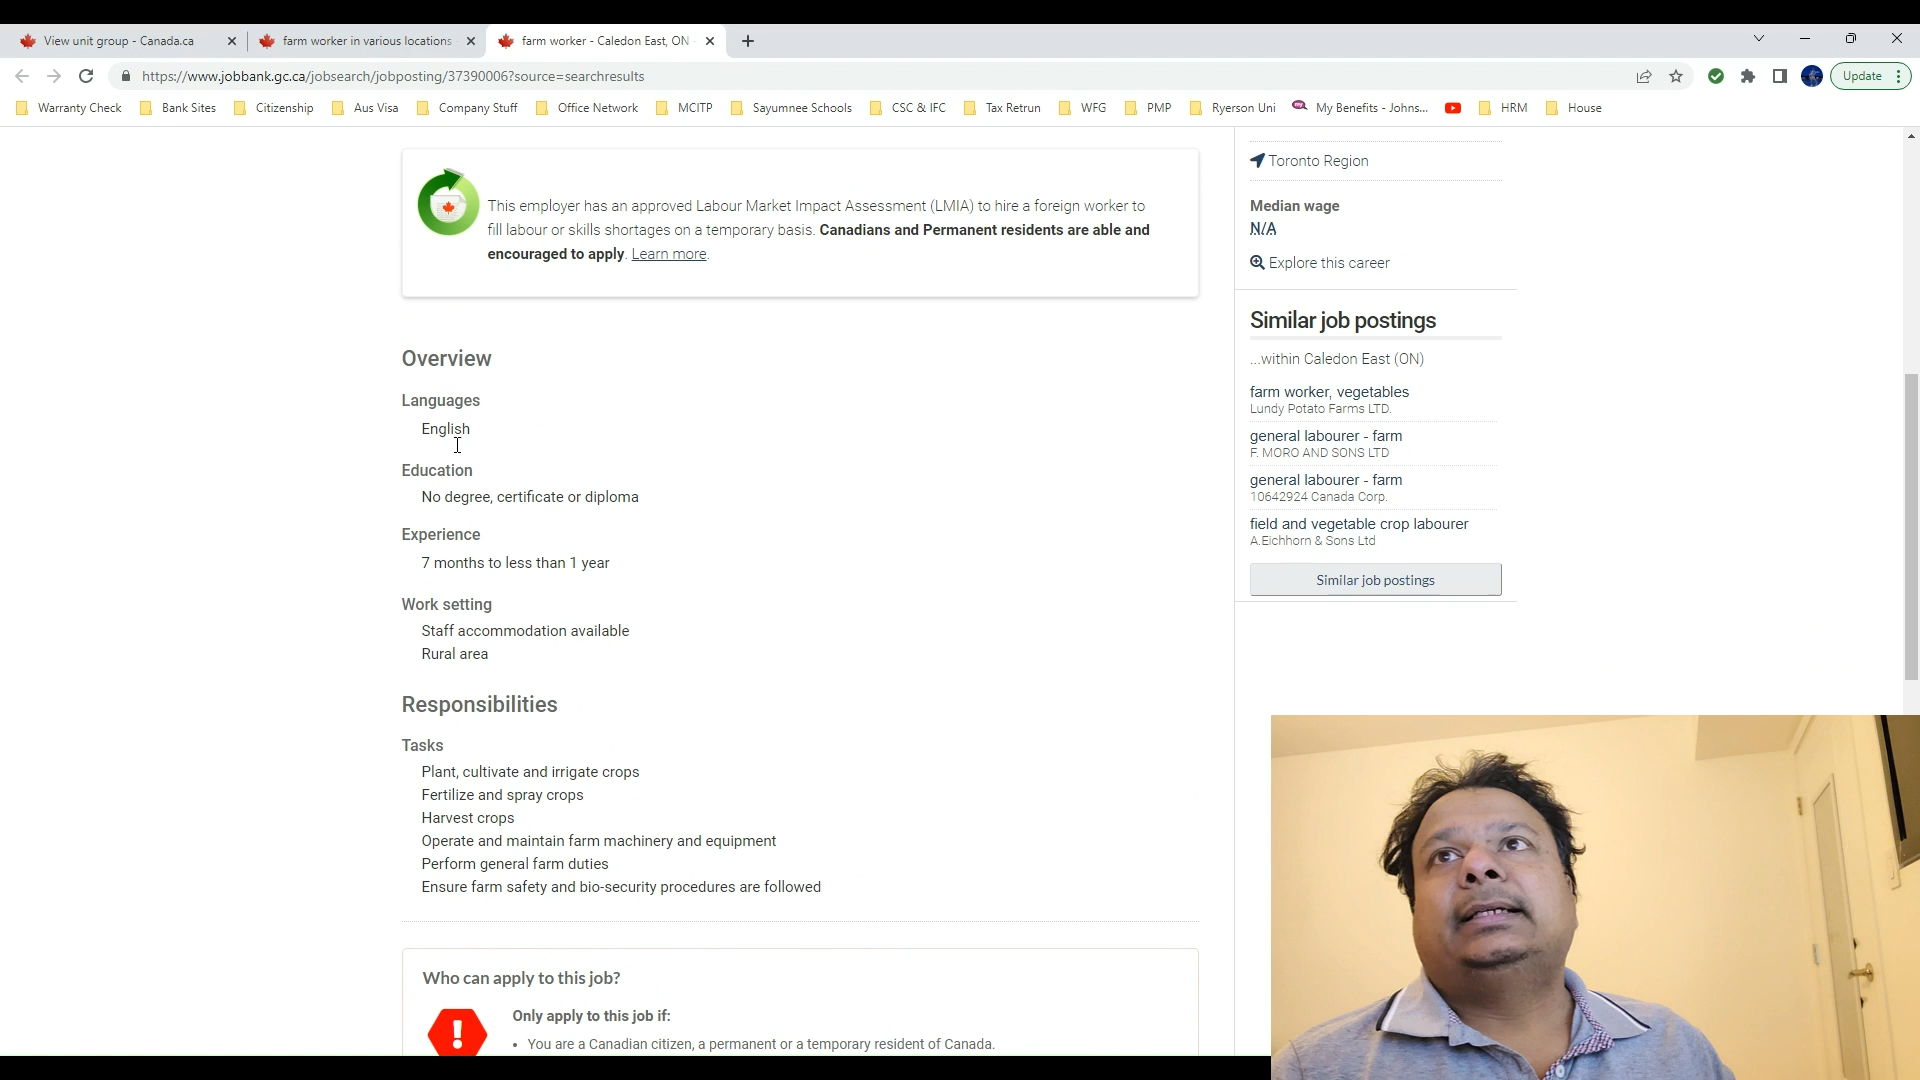 View unit group - Canada.ca
farm worker in various locations
farm worker - Caledon East, ON
https://www.jobbank.gc.ca/jobsearch/jobposting/37390006?source=searchresults
Update
Warranty Check
Bank Sites
Citizenship
Aus Visa
Company Stuff
Office Network
MCITP
Sayumnee Schools
CSC & IFC
Tax Retrun
WFG
PMP
Ryerson Uni
My Benefits - Johns...
HRM
House
This employer has an approved Labour Market Impact Assessment (LMIA) to hire a foreign worker to
fill labour or skills shortages on a temporary basis. Canadians and Permanent residents are able and
encouraged to apply. Learn more.
Overview
Languages
English
Education
No degree, certificate or diploma
Experience
7 months to less than 1 year
Work setting
Staff accommodation available
Rural area
Responsibilities
Tasks
Plant, cultivate and irrigate crops
Fertilize and spray crops
Harvest crops
Operate and maintain farm machinery and equipment
Perform general farm duties
Ensure farm safety and bio-security procedures are followed
Who can apply to this job?
Only apply to this job if:
• You are a Canadian citizen, a permanent or a temporary resident of Canada.
Toronto Region
Median wage
N/A
Explore this career
Similar job postings
...within Caledon East (ON)
farm worker, vegetables
Lundy Potato Farms LTD.
general labourer - farm
F. MORO AND SONS LTD
general labourer - farm
10642924 Canada Corp.
field and vegetable crop labourer
A.Eichhorn & Sons Ltd
Similar job postings